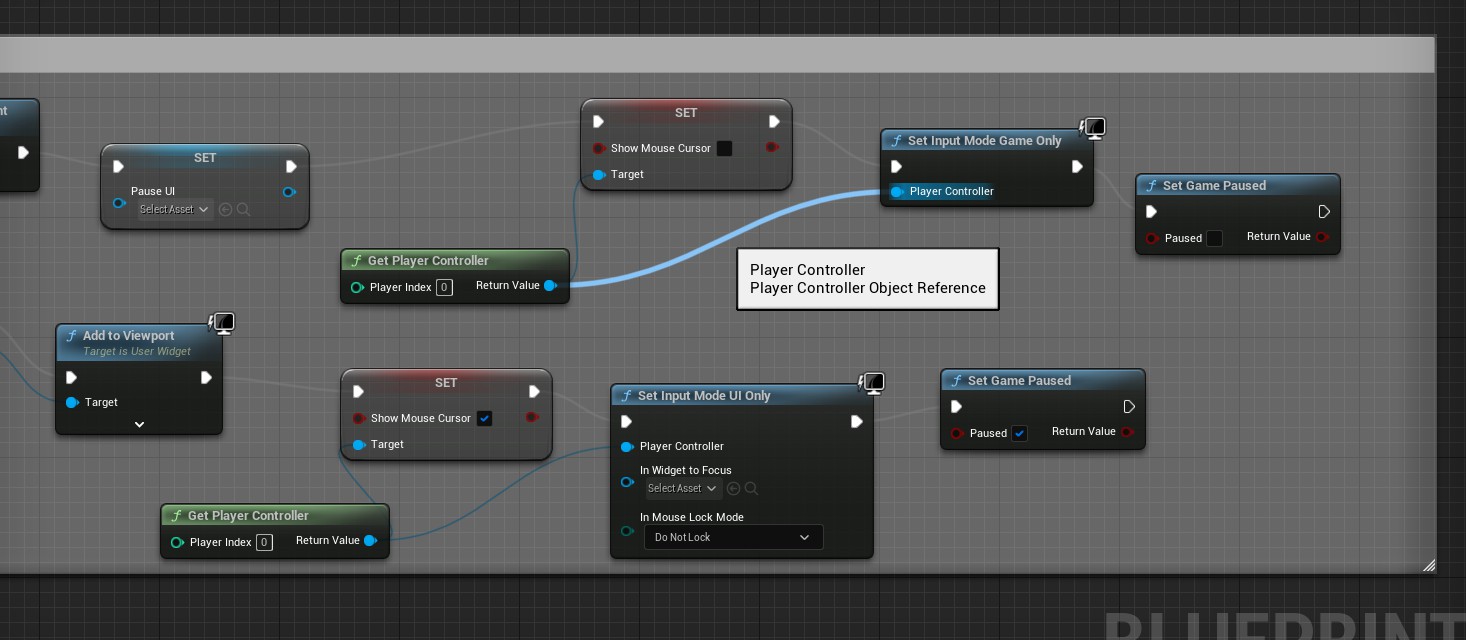 nt
SET
Pause UI
Select Asset
SET
Show Mouse Cursor
Target
Set Input Mode Game Only
Player Controller
Set Game Paused
Paused
Return Value
Get Player Controller
Player Index 0
Return Value
Player Controller
Player Controller Object Reference
Add to Viewport
Target is User Widget
Target
SET
Show Mouse Cursor
Target
Set Input Mode UI Only
Player Controller
In Widget to Focus
Select Asset
In Mouse Lock Mode
Do Not Lock
Set Game Paused
Paused
Return Value
Get Player Controller
Player Index 0
Return Value
BLUEPRINT